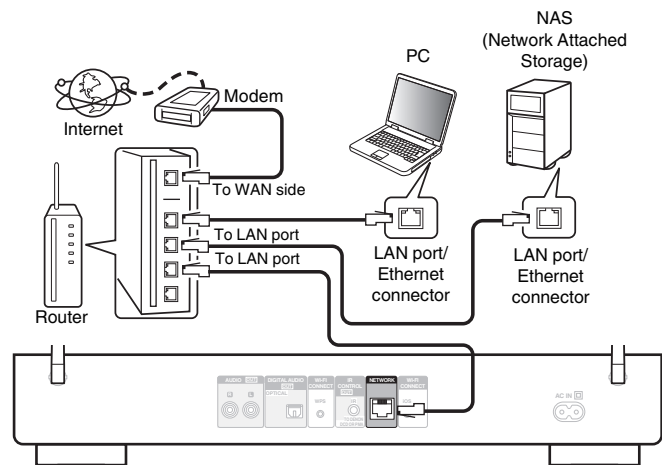 NAS
(Network Attached
Storage)
PC
Modem
Internet
To WAN side
To LAN port
To LAN port
LAN port/
Ethernet
connector
LAN port/
Ethernet
connector
Router
AUDIO
DIGITAL AUDIO
OPTICAL
Wi-Fi
CONNECT
WPS
IR
CONTROL
IR
NETWORK
Wi-Fi
CONNECT
iOS
AC IN